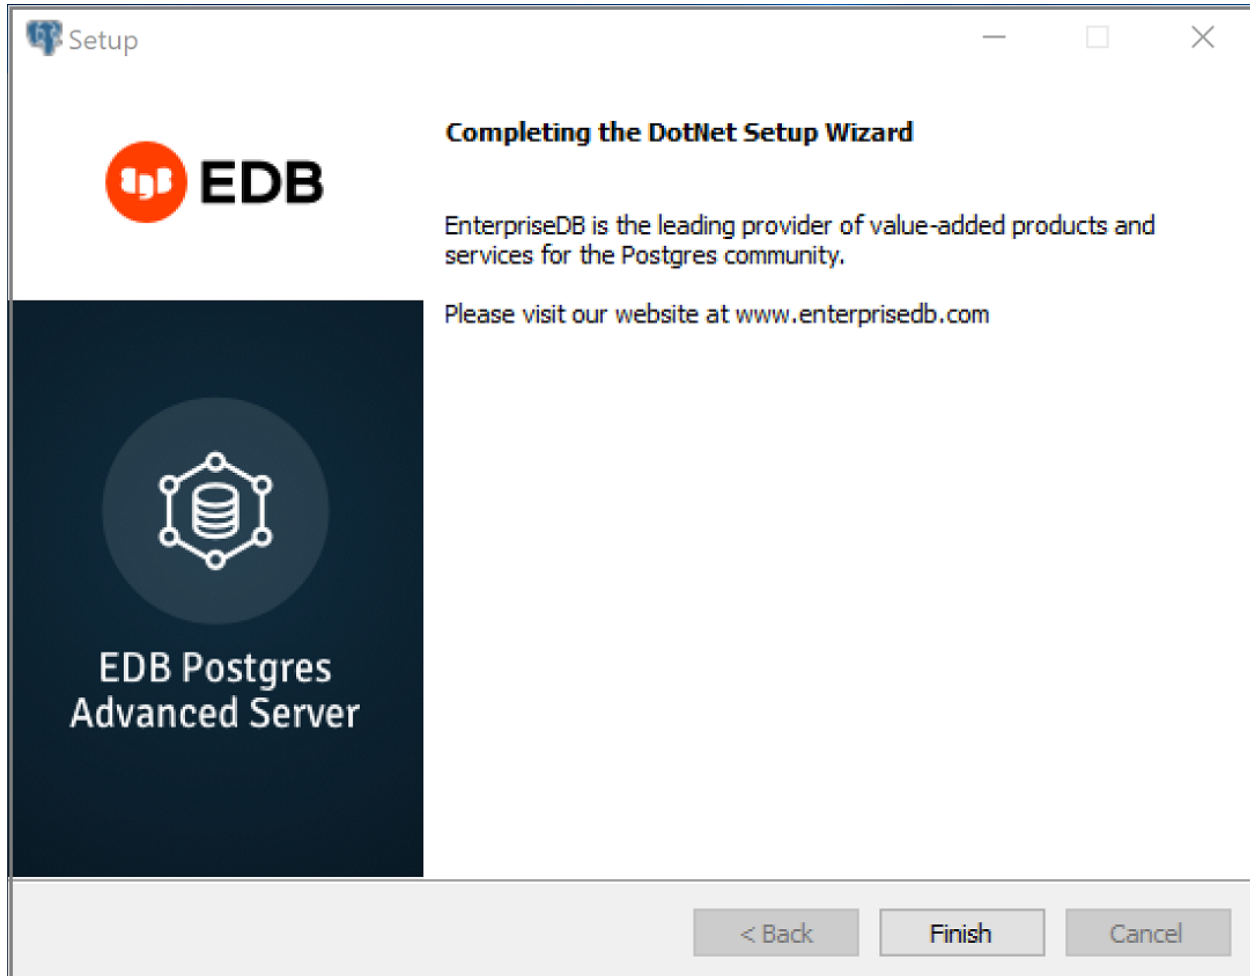 Setup
EDB
Completing the DotNet Setup Wizard
EnterpriseDB is the leading provider of value-added products and
services for the Postgres community.
Please visit our website at www.enterprisedb.com
EDB Postgres
Advanced Server
< Back
Finish
Cancel